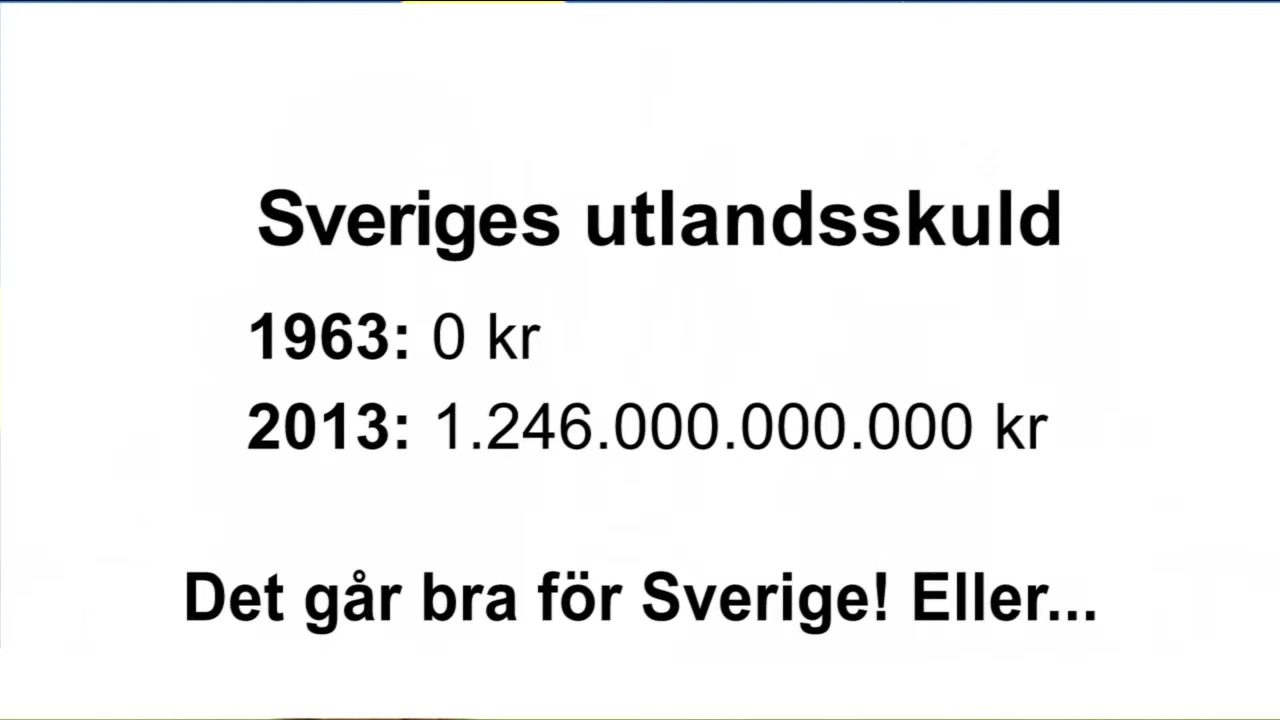 Sveriges utlandsskuld
1963: 0 kr
2013: 1.246.000.000.000 kr
Det går bra för Sverige! Eller...